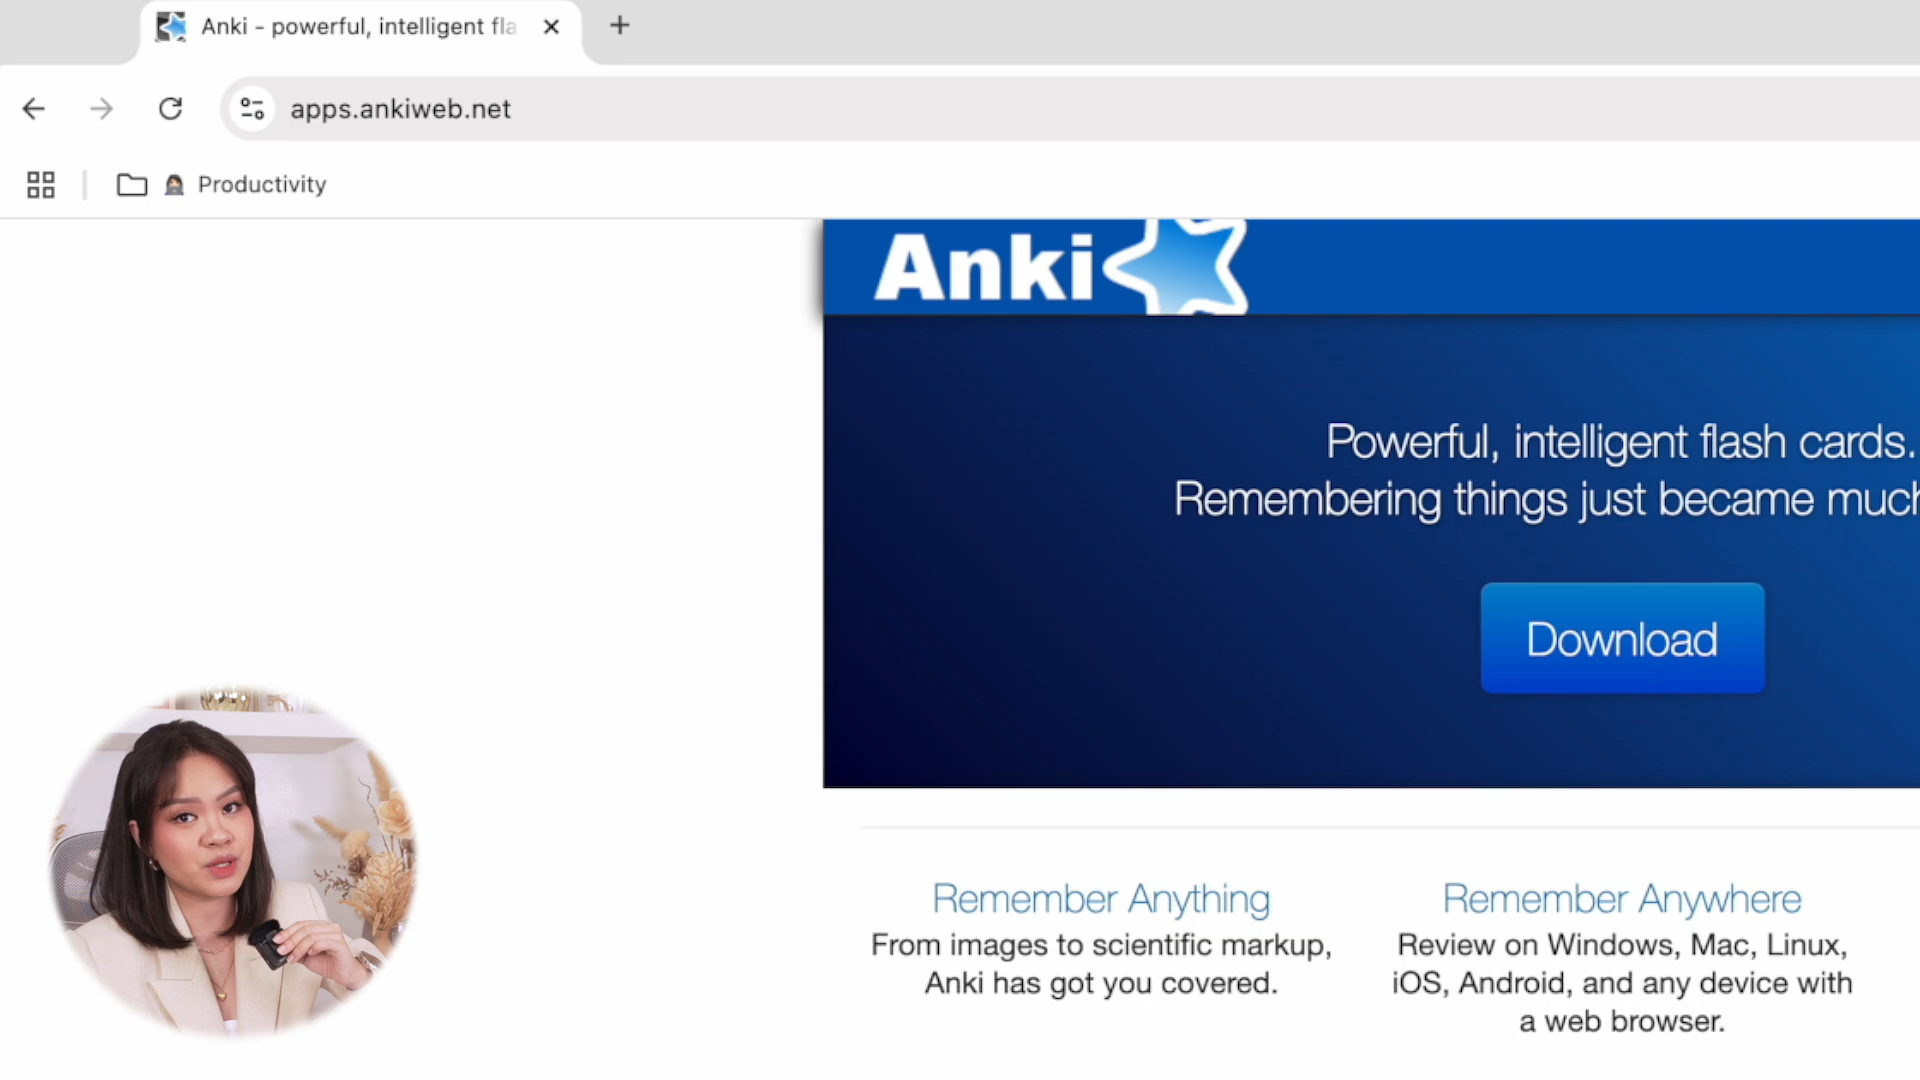 Anki - powerful, intelligent fla
apps.ankiweb.net
Productivity
Anki
Powerful, intelligent flash cards.
Remembering things just became much
Download
Remember Anything
From images to scientific markup,
Anki has got you covered.
Remember Anywhere
Review on Windows, Mac, Linux,
iOS, Android, and any device with
a web browser.